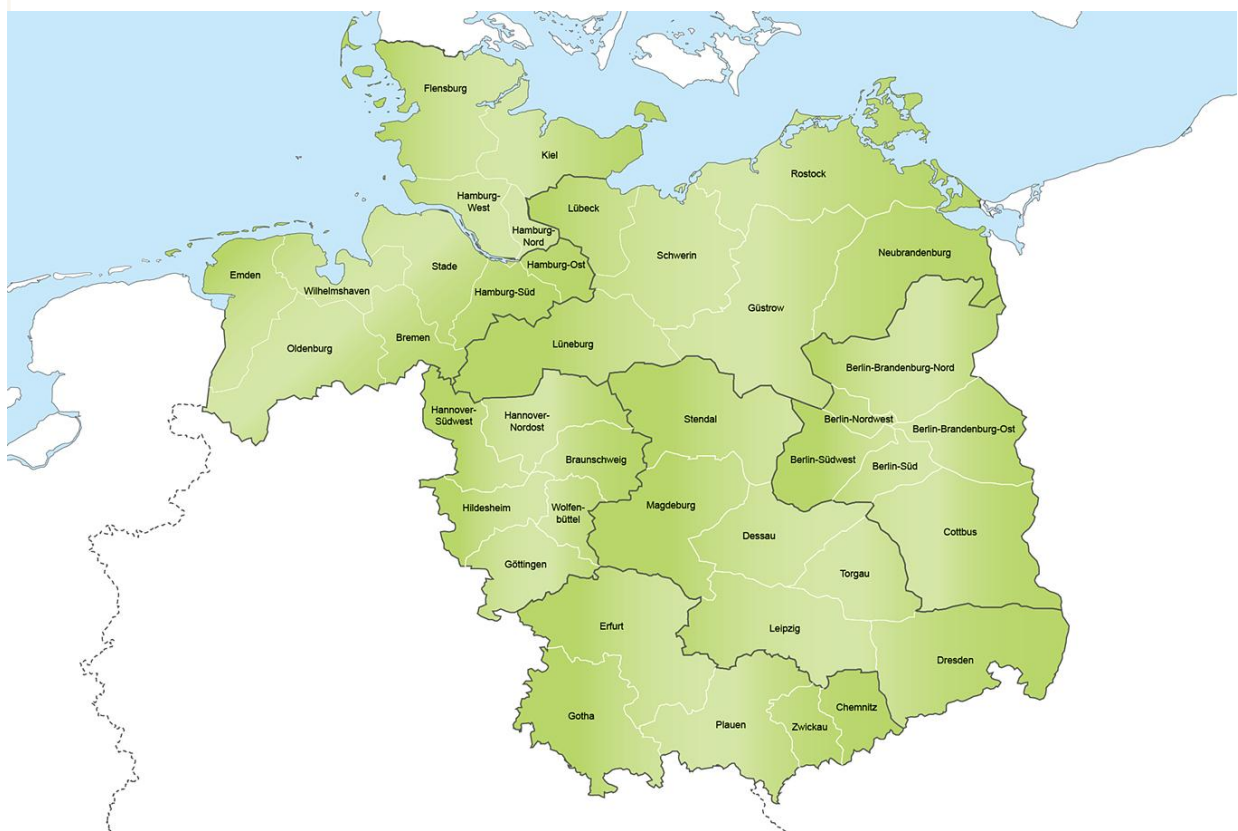 Flensburg
Kiel
Rostock
Hamburg-
West
Lübeck
Hamburg-
Nord
Schwerin
Neubrandenburg
Emden
Stade
Hamburg-Ost
Wilhelmshaven
Hamburg-Süd
Güstrow
Oldenburg
Bremen
Lüneburg
Berlin-Brandenburg-Nord
Hannover-
Südwest
Hannover-
Nordost
Stendal
Berlin-Nordwest
Berlin-Brandenburg-Ost
Braunschweig
Berlin-Südwest
Berlin-Süd
Hildesheim
Wolfen-
büttel
Magdeburg
Dessau
Cottbus
Göttingen
Torgau
Erfurt
Leipzig
Dresden
Gotha
Plauen
Zwickau
Chemnitz